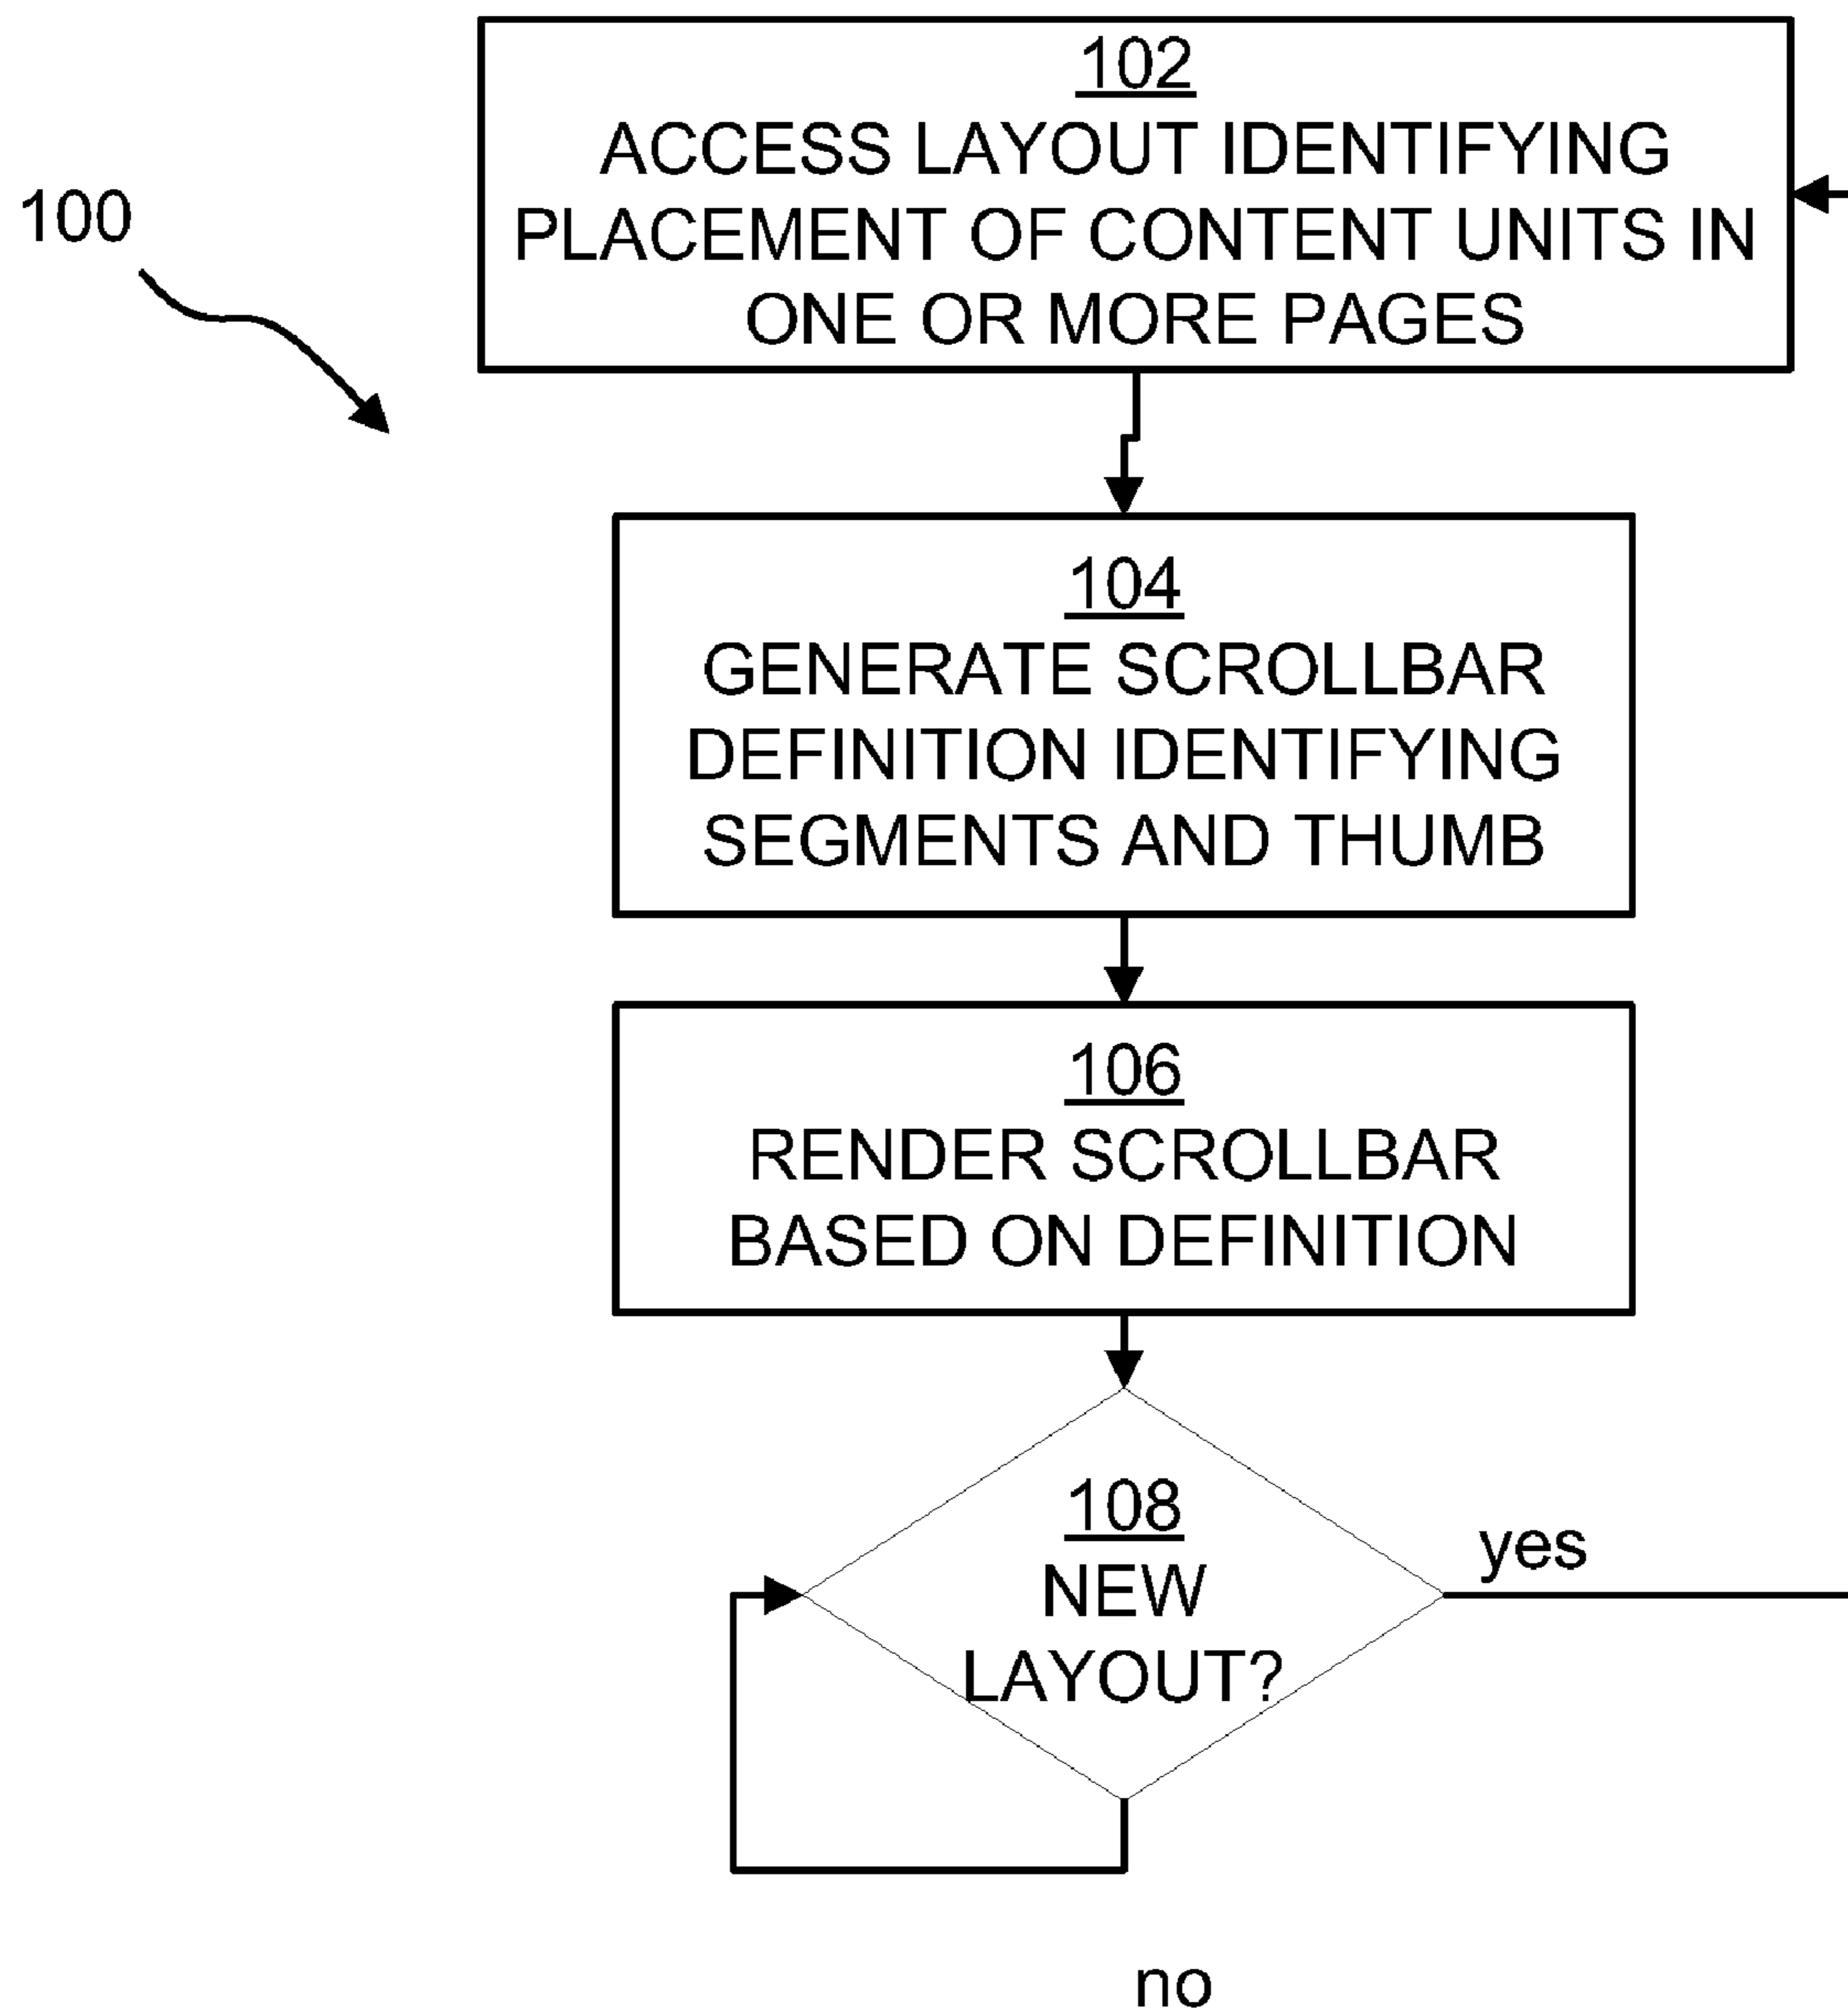 100
102
ACCESS LAYOUT IDENTIFYING
PLACEMENT OF CONTENT UNITS IN
ONE OR MORE PAGES
104
GENERATE SCROLLBAR
DEFINITION IDENTIFYING
SEGMENTS AND THUMB
106
RENDER SCROLLBAR
BASED ON DEFINITION
108
NEW
LAYOUT?
yes
no